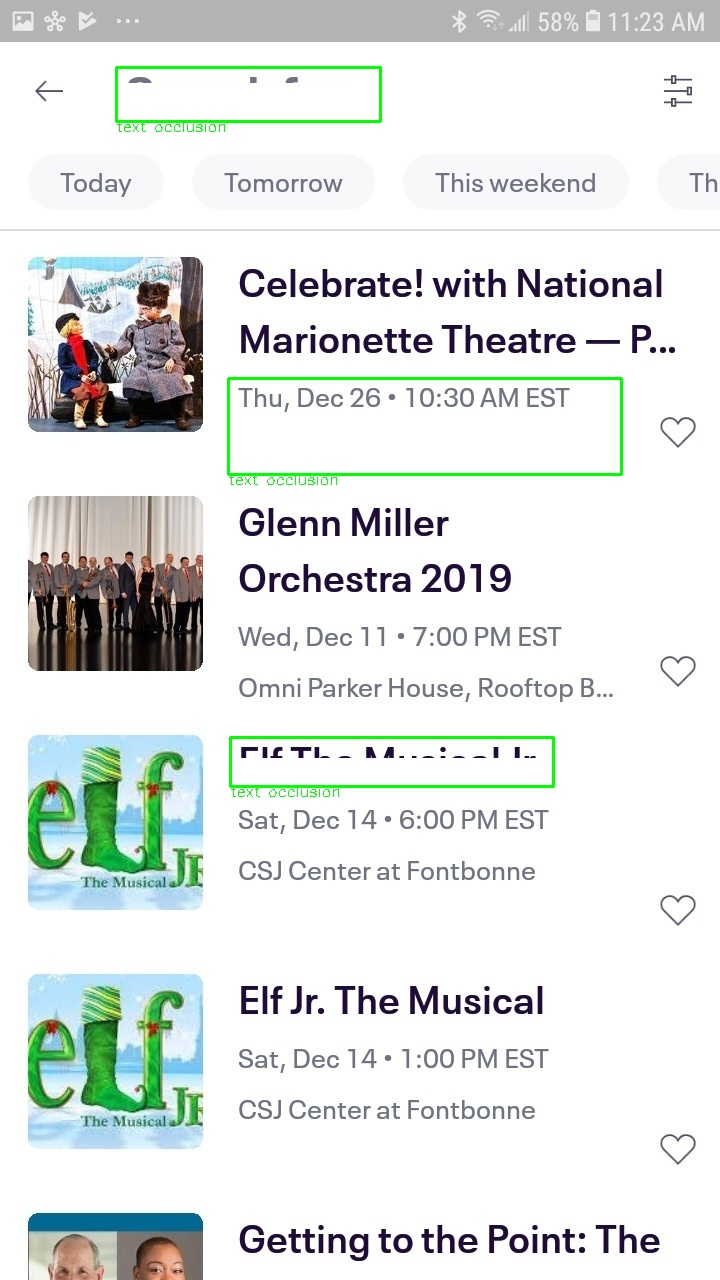 58% 11:23 AM
text occlusion
Today Tomorrow This weekend Th
Celebrate! with National
Marionette Theatre — P...
Thu, Dec 26 • 10:30 AM EST
text occlusion
Glenn Miller
Orchestra 2019
Wed, Dec 11 • 7:00 PM EST
Omni Parker House, Rooftop B...
Elf The Musical Jr.
text occlusion
Sat, Dec 14 • 6:00 PM EST
CSJ Center at Fontbonne
elf JR
The Musical
Elf Jr. The Musical
Sat, Dec 14 • 1:00 PM EST
CSJ Center at Fontbonne
elf JR
The Musical
Getting to the Point: The